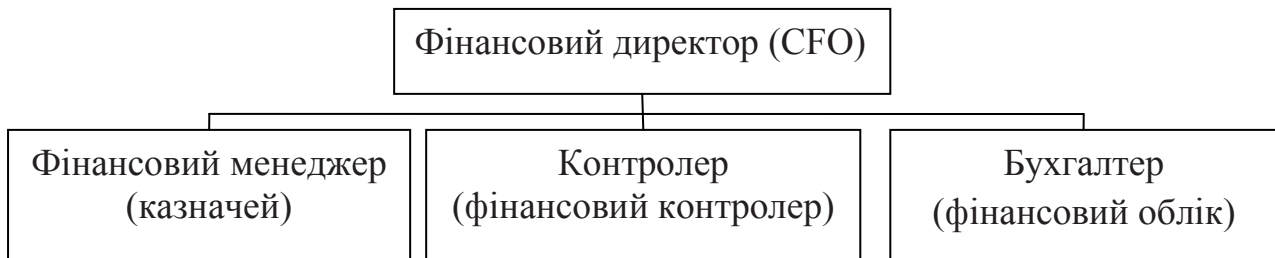 Фінансовий директор (CFO)
Фінансовий менеджер
(казначей)
Контролер
(фінансовий контролер)
Бухгалтер
(фінансовий облік)